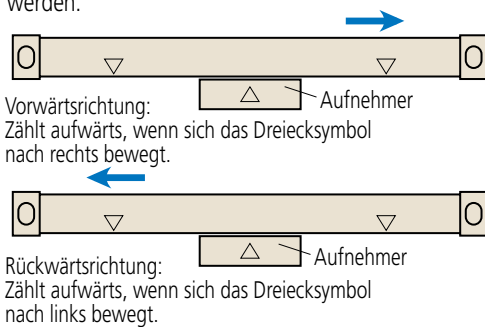 werden.
Aufnehmer
Vorwärtsrichtung:
Zählt aufwärts, wenn sich das Dreiecksymbol
nach rechts bewegt.
Aufnehmer
Rückwärtsrichtung:
Zählt aufwärts, wenn sich das Dreiecksymbol
nach links bewegt.